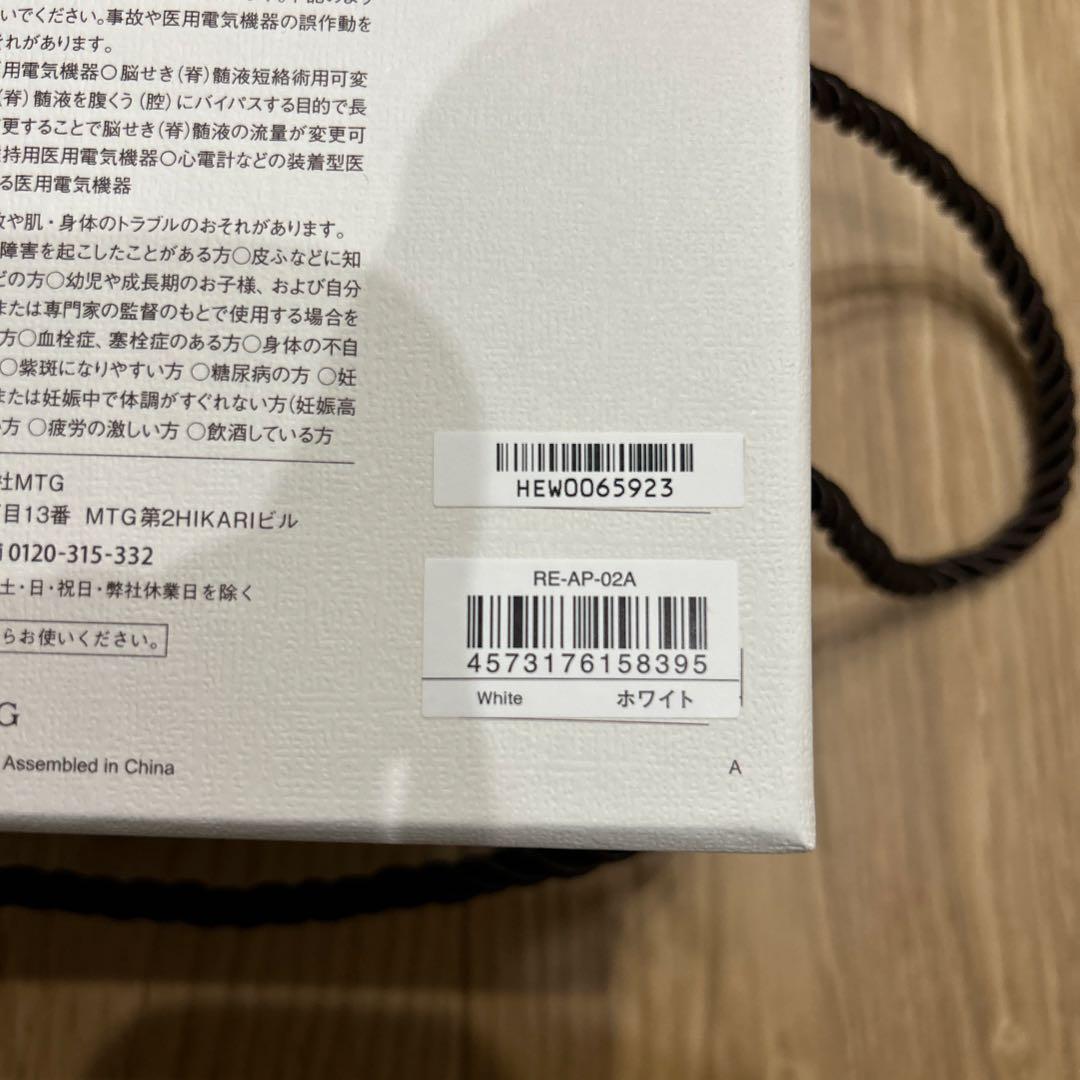 いでください。事故や医用電気機器の誤作動を
それがあります。
用電気機器○脳せき(脊)髄液短絡術用可変
(脊)髄液を腹くう(腔)にバイパスする目的で長
更することで脳せき(脊)髄液の流量が変更可
持用医用電気機器○心電計などの装着型医
る医用電気機器
や肌・身体のトラブルのおそれがあります。
障害を起こしたことがある方○皮ふなどに知
どの方○幼児や成長期のお子様、および自分
または専門家の監督のもとで使用する場合を
方○血栓症、塞栓症のある方○身体の不自
○紫斑になりやすい方 ○糖尿病の方 ○妊
または妊娠中で体調がすぐれない方(妊娠高
い方 ○疲労の激しい方 ○飲酒している方
社MTG
目13番 MTG第2HIKARIビル
0120-315-332
土・日・祝日・弊社休業日を除く
らお使いください。
G
Assembled in China
HEW0065923
RE-AP-02A
4573176158395
White ホワイト
A